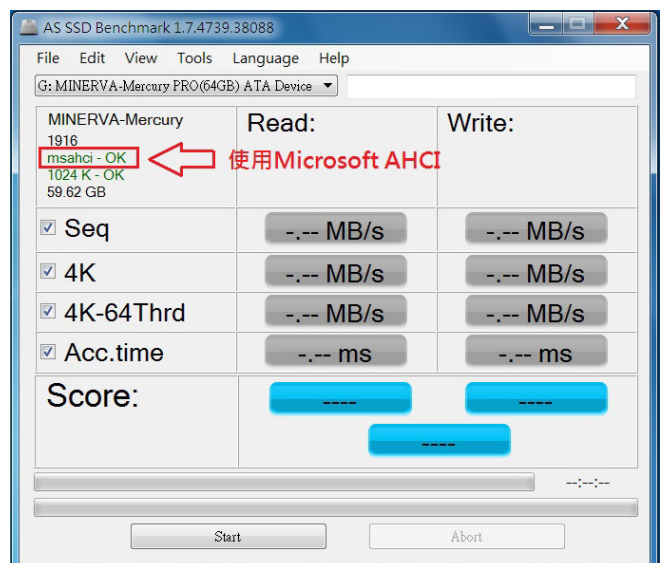 AS SSD Benchmark 1.7.4739.38088
File Edit View Tools Language Help
G: MINERVA-Mercury PRO(64GB) ATA Device
MINERVA-Mercury
1916
msahci - OK
1024 K - OK
59.62 GB
使用Microsoft AHCI
Read:
Write:
Seq -.-- MB/s -.-- MB/s
4K -.-- MB/s -.-- MB/s
4K-64Thrd -.-- MB/s -.-- MB/s
Acc.time -.-- ms -.-- ms
Score: ---- ----
----
--:--:--
Start Abort